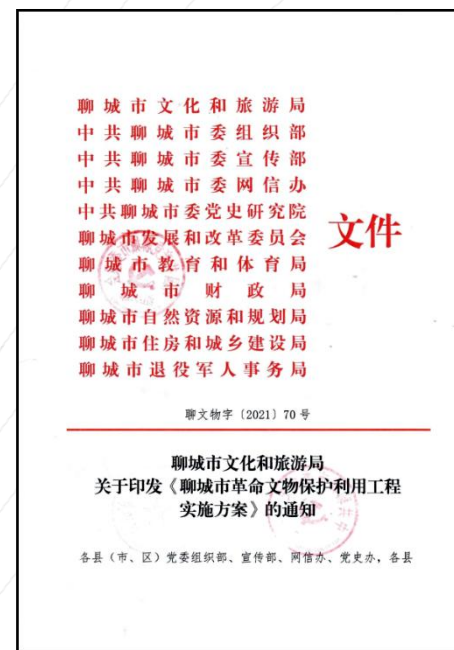 聊城市文化和旅游局
中共聊城市委组织部
中共聊城市委宣传部
中共聊城市委网信办
中共聊城市委党史研究院
聊城市发展和改革委员会
聊城市教育和体育局
聊城市财政局
聊城市自然资源和规划局
聊城市住房和城乡建设局
聊城市退役军人事务局
文件
聊文物字〔2021〕70号
聊城市文化和旅游局
关于印发《聊城市革命文物保护利用工程
实施方案》的通知
各县（市、区）党委组织部、宣传部、网信办、党史办，各县